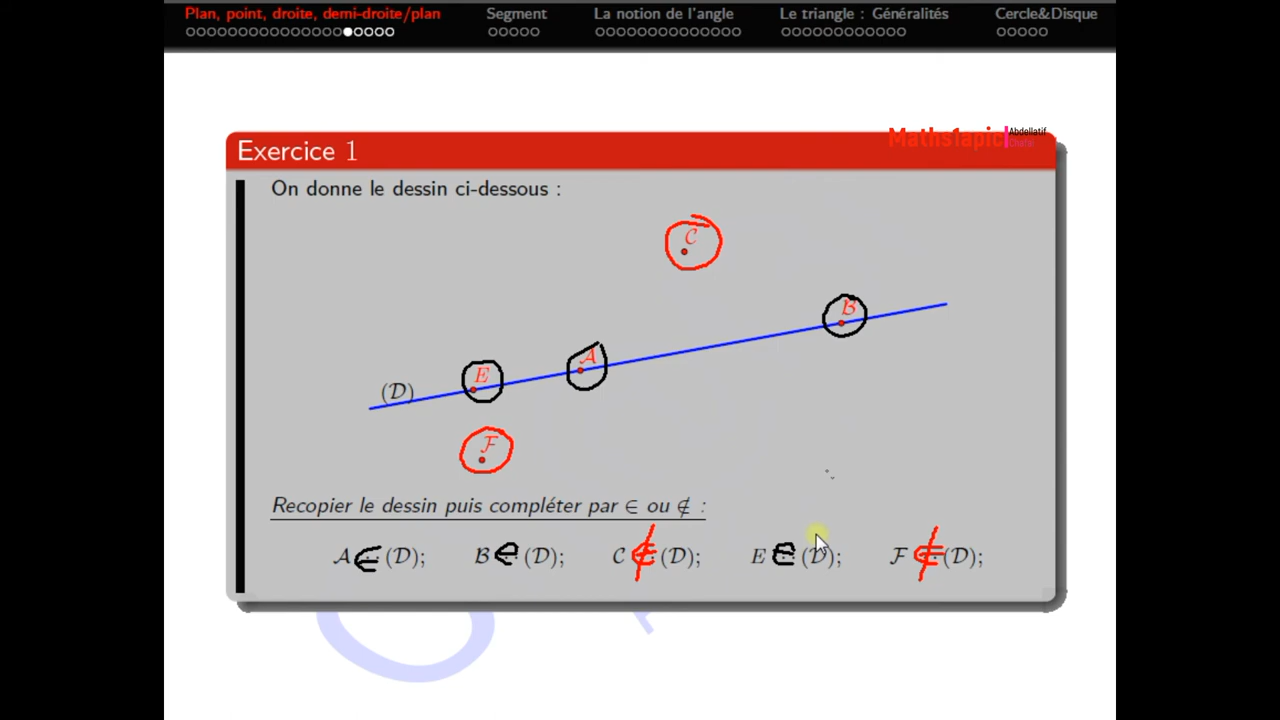 Plan, point, droite, demi-droite/plan Segment La notion de l'angle Le triangle : Généralités Cercle&Disque
Maths1apic Abdellatif
Exercice 1
On donne le dessin ci-dessous :
C
B
A
E
(D)
F
Recopier le dessin puis compléter par ∈ ou ∉ :
A ∈ (D); B ∈ (D); C ∉ (D); E ∈ (D); F ∉ (D);